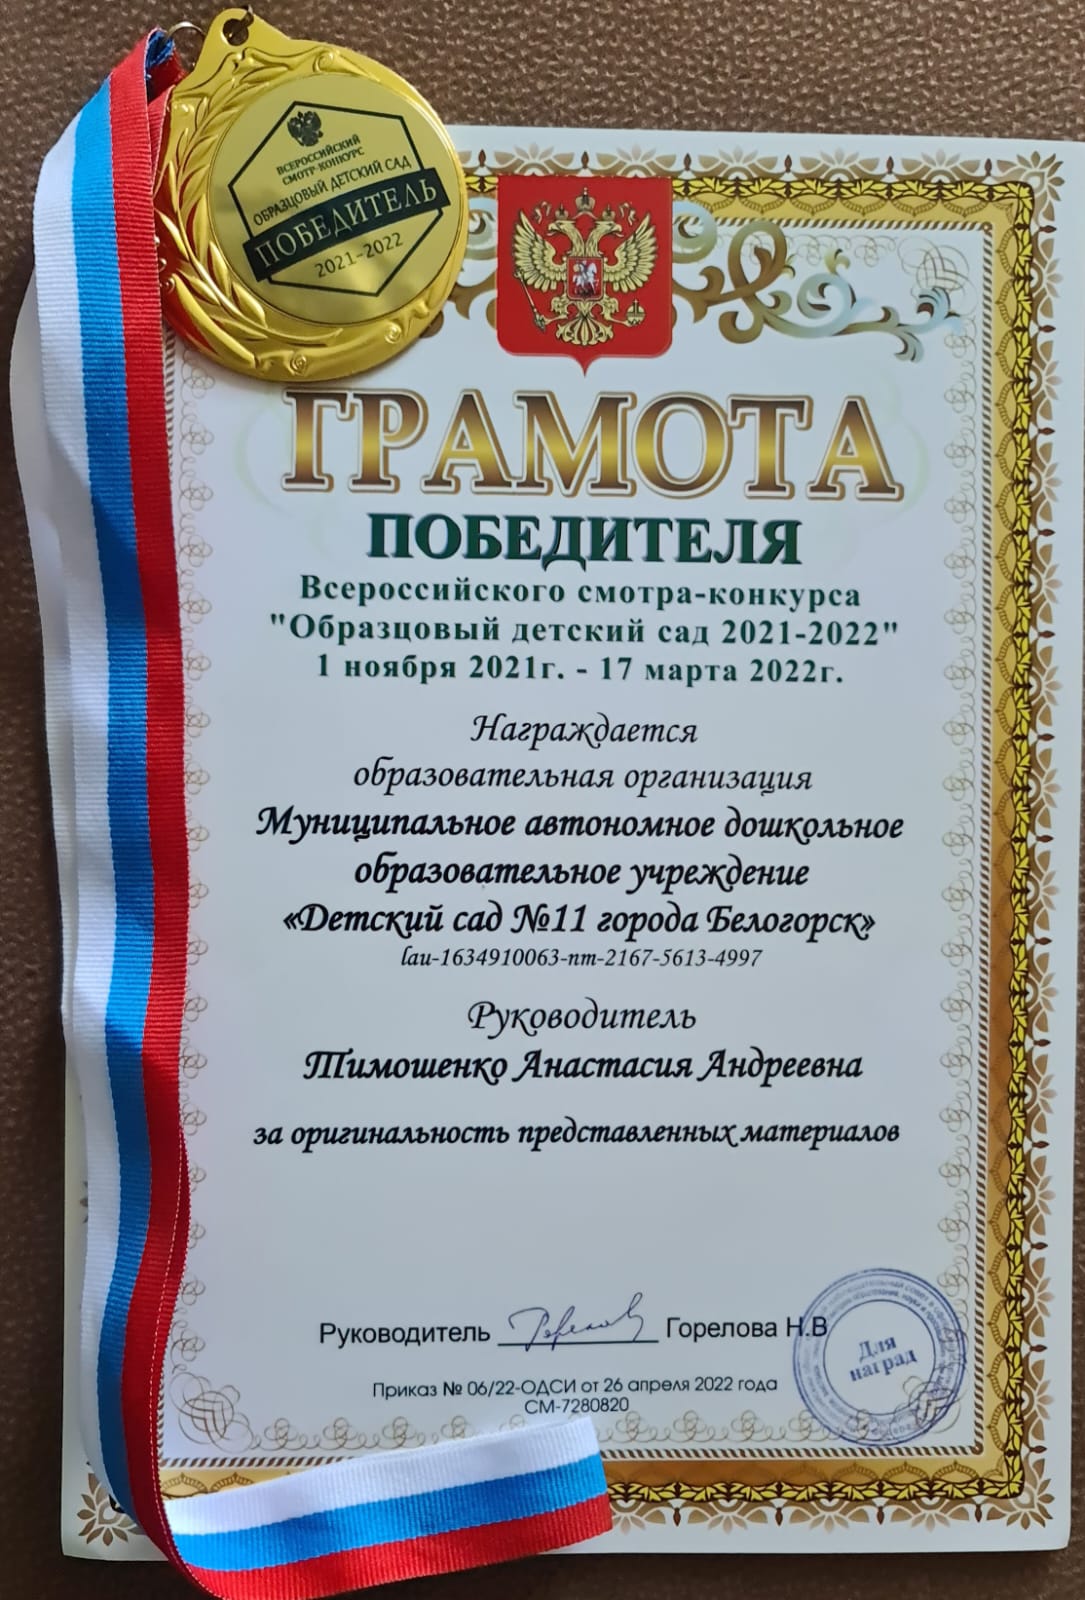 ВСЕРОССИЙСКИЙ
СМОТР-КОНКУРС
ОБРАЗЦОВЫЙ ДЕТСКИЙ САД
ПОБЕДИТЕЛЬ
2021-2022
ГРАМОТА
ПОБЕДИТЕЛЯ
Всероссийского смотра-конкурса
"Образцовый детский сад 2021-2022"
1 ноября 2021г. - 17 марта 2022г.
Награждается
образовательная организация
Муниципальное автономное дошкольное
образовательное учреждение
«Детский сад №11 города Белогорск»
lau-1634910063-nm-2167-5613-4997
Руководитель
Тимошенко Анастасия Андреевна
за оригинальность представленных материалов
Руководитель Горелова Н.В
Для
наград
Приказ № 06/22-ОДСИ от 26 апреля 2022 года
СМ-7280820